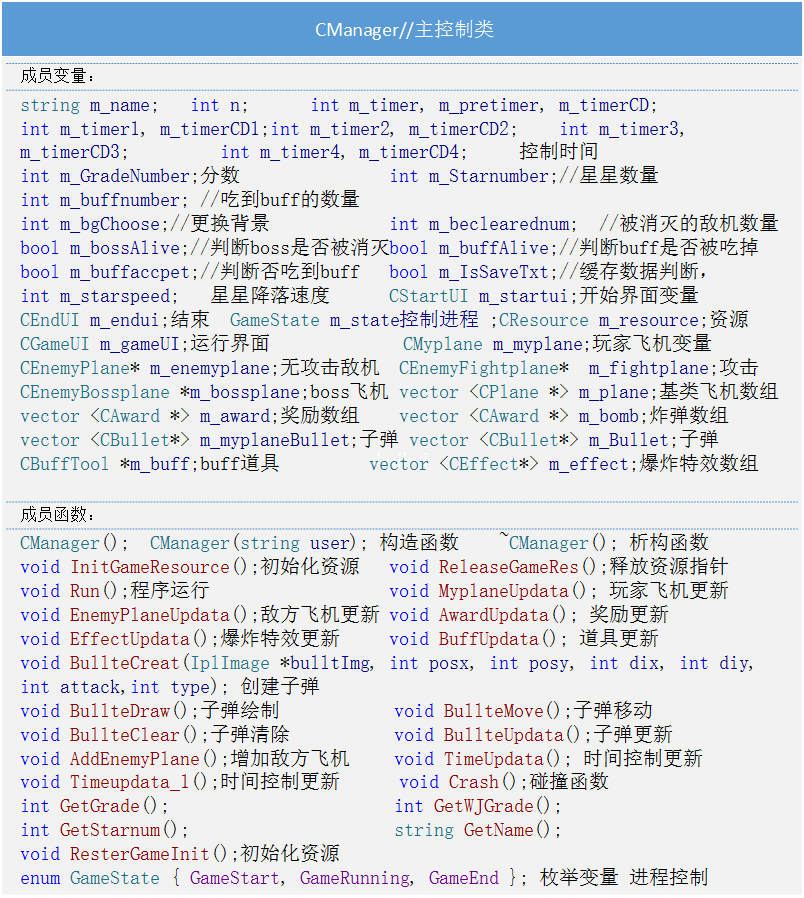 CManager//主控制类
成员变量:
string m_name; int n; int m_timer, m_pretimer, m_timerCD;
int m_timer1, m_timerCD1;int m_timer2, m_timerCD2; int m_timer3,
m_timerCD3; int m_timer4, m_timerCD4; 控制时间
int m_GradeNumber;分数 int m_Starnumber;//星星数量
int m_buffnumber; //吃到buff的数量
int m_bgChoose;//更换背景 int m_beclearednum; //被消灭的敌机数量
bool m_bossAlive;//判断boss是否被消灭bool m_buffAlive;//判断buff是否被吃掉
bool m_buffaccpet;//判断否吃到buff bool m_IsSaveTxt;//缓存数据判断,
int m_starspeed; 星星降落速度 CStartUI m_startui;开始界面变量
CEndUI m_endui;结束 GameState m_state控制进程 ;CResource m_resource;资源
CGameUI m_gameUI;运行界面 CMyplane m_myplane;玩家飞机变量
CEnemyPlane* m_enemyplane;无攻击敌机 CEnemyFightplane* m_fightplane;攻击
CEnemyBossplane *m_bossplane;boss飞机 vector <CPlane *> m_plane;基类飞机数组
vector <CAward *> m_award;奖励数组 vector <CAward *> m_bomb;炸弹数组
vector <CBullet*> m_myplaneBullet;子弹 vector <CBullet*> m_Bullet;子弹
CBuffTool *m_buff;buff道具 vector <CEffect*> m_effect;爆炸特效数组
成员函数:
CManager(); CManager(string user); 构造函数 ~CManager(); 析构函数
void InitGameResource();初始化资源 void ReleaseGameRes();释放资源指针
void Run();程序运行 void MyplaneUpdata(); 玩家飞机更新
void EnemyPlaneUpdata();敌方飞机更新 void AwardUpdata(); 奖励更新
void EffectUpdata();爆炸特效更新 void BuffUpdata(); 道具更新
void BullteCreat(IplImage *bulltImg, int posx, int posy, int dix, int diy,
int attack,int type); 创建子弹
void BullteDraw();子弹绘制 void BullteMove();子弹移动
void BullteClear();子弹清除 void BullteUpdata();子弹更新
void AddEnemyPlane();增加敌方飞机 void TimeUpdata(); 时间控制更新
void Timeupdata_1();时间控制更新 void Crash();碰撞函数
int GetGrade(); int GetWJGrade();
int GetStarnum(); string GetName();
void ResterGameInit();初始化资源
enum GameState { GameStart, GameRunning, GameEnd }; 枚举变量 进程控制